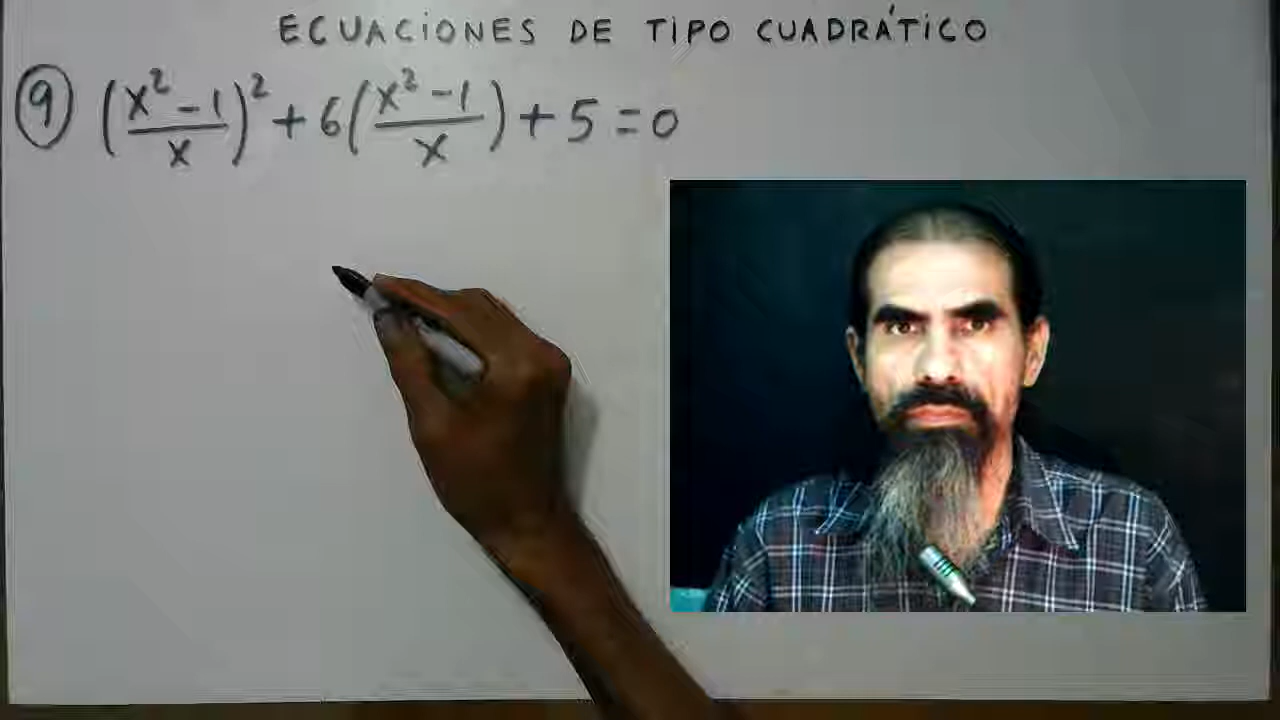 ECUACIONES DE TIPO CUADRÁTICO
9 (x² - 1 / x)² + 6(x² - 1 / x) + 5 = 0